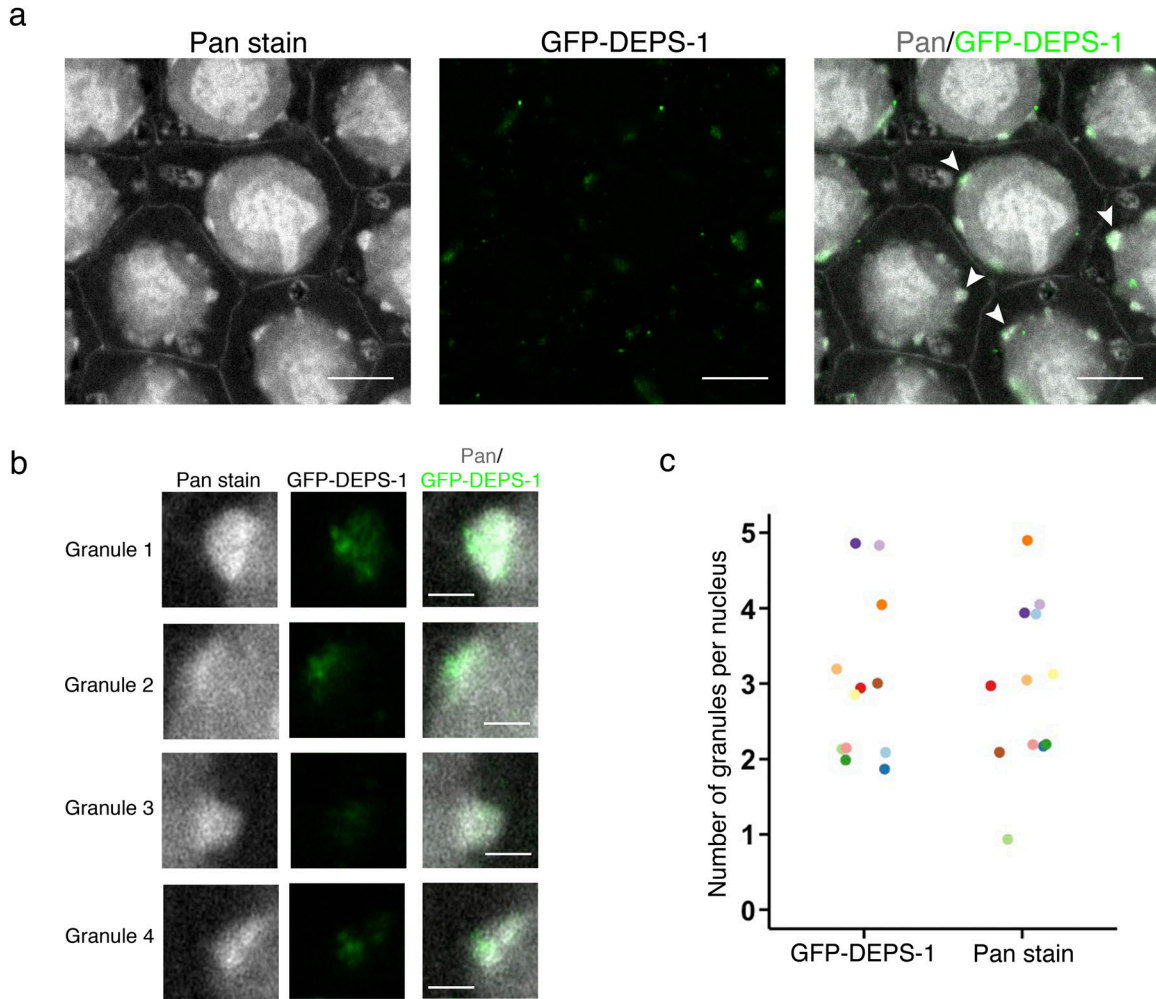 a
Pan stain
GFP-DEPS-1
Pan/GFP-DEPS-1
b
Pan stain
GFP-DEPS-1
Pan/
GFP-DEPS-1
Granule 1
Granule 2
Granule 3
Granule 4
c
Number of granules per nucleus
5
4
3
2
1
0
GFP-DEPS-1
Pan stain